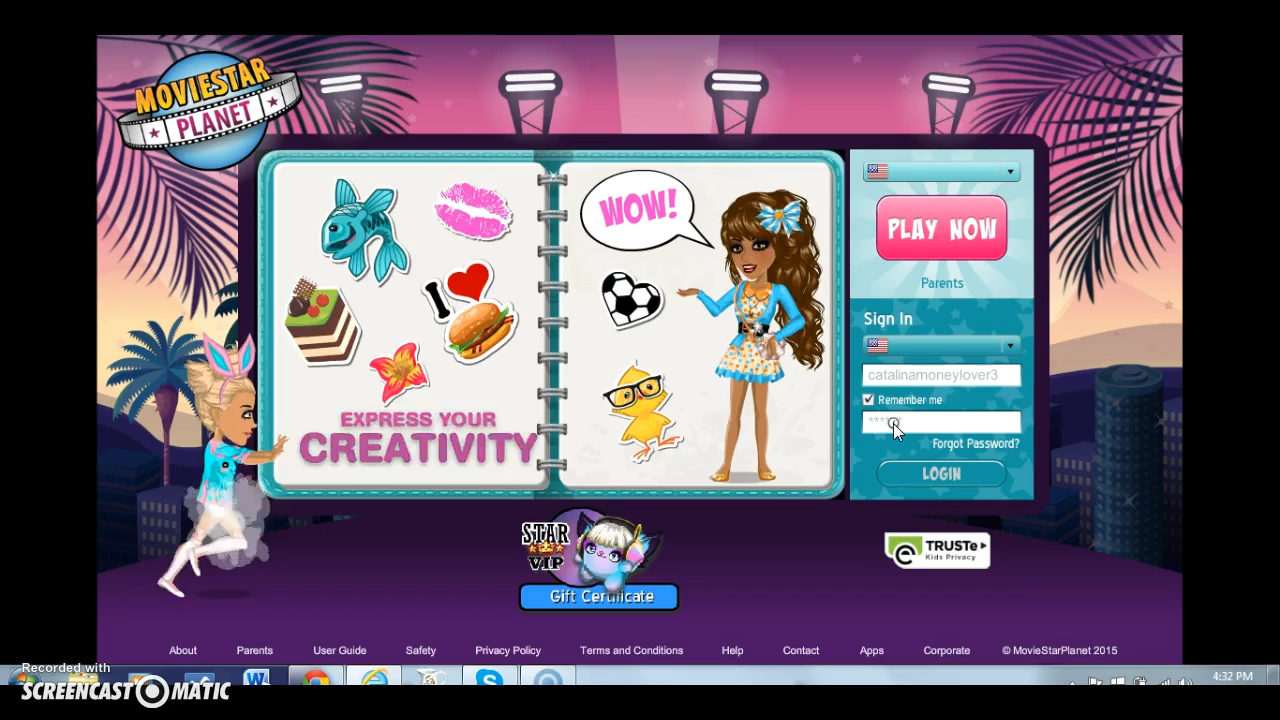 MOVIESTAR
PLANET
WOW!
I
EXPRESS YOUR
CREATIVITY
PLAY NOW
Parents
Sign In
catalinamoneylover3
Remember me
Forgot Password?
LOGIN
STAR
VIP
Gift Certificate
TRUSTe
Kids Privacy
About Parents User Guide Safety Privacy Policy Terms and Conditions Help Contact Apps Corporate © MovieStarPlanet 2015
Recorded with
SCREENCAST MATIC
4:32 PM